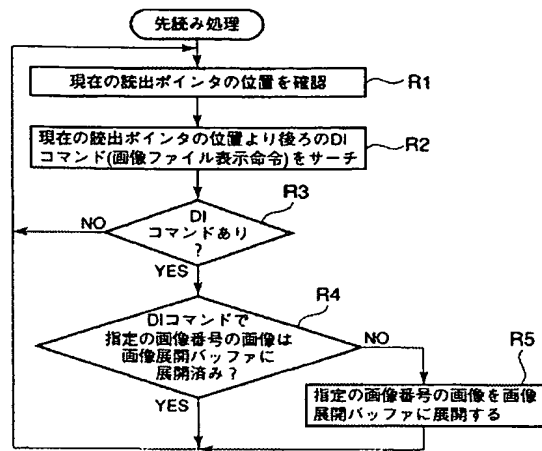 先読み処理
現在の読出ポインタの位置を確認
R1
現在の読出ポインタの位置より後ろのDI
コマンド(画像ファイル表示命令)をサーチ
R2
DI
コマンドあり
?
R3
NO
YES
DIコマンドで
指定の画像番号の画像は
画像展開バッファに
展開済み?
R4
NO
YES
R5
指定の画像番号の画像を画像
展開バッファに展開する